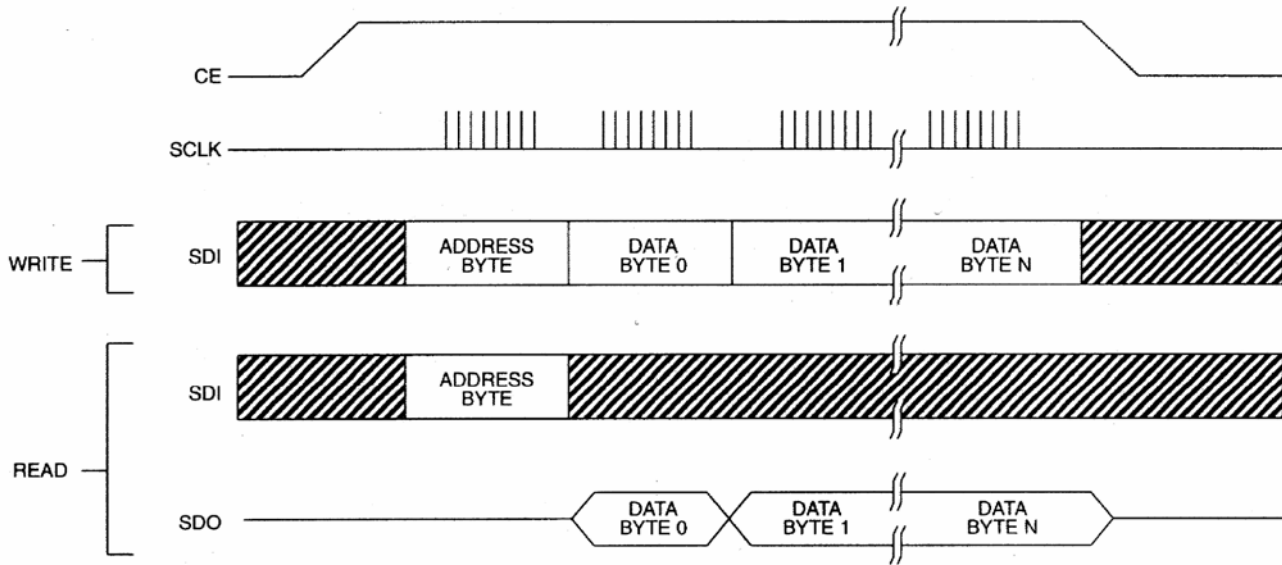 CE
SCLK
WRITE
SDI
ADDRESS
BYTE
DATA
BYTE 0
DATA
BYTE 1
DATA
BYTE N
READ
SDI
ADDRESS
BYTE
SDO
DATA
BYTE 0
DATA
BYTE 1
DATA
BYTE N